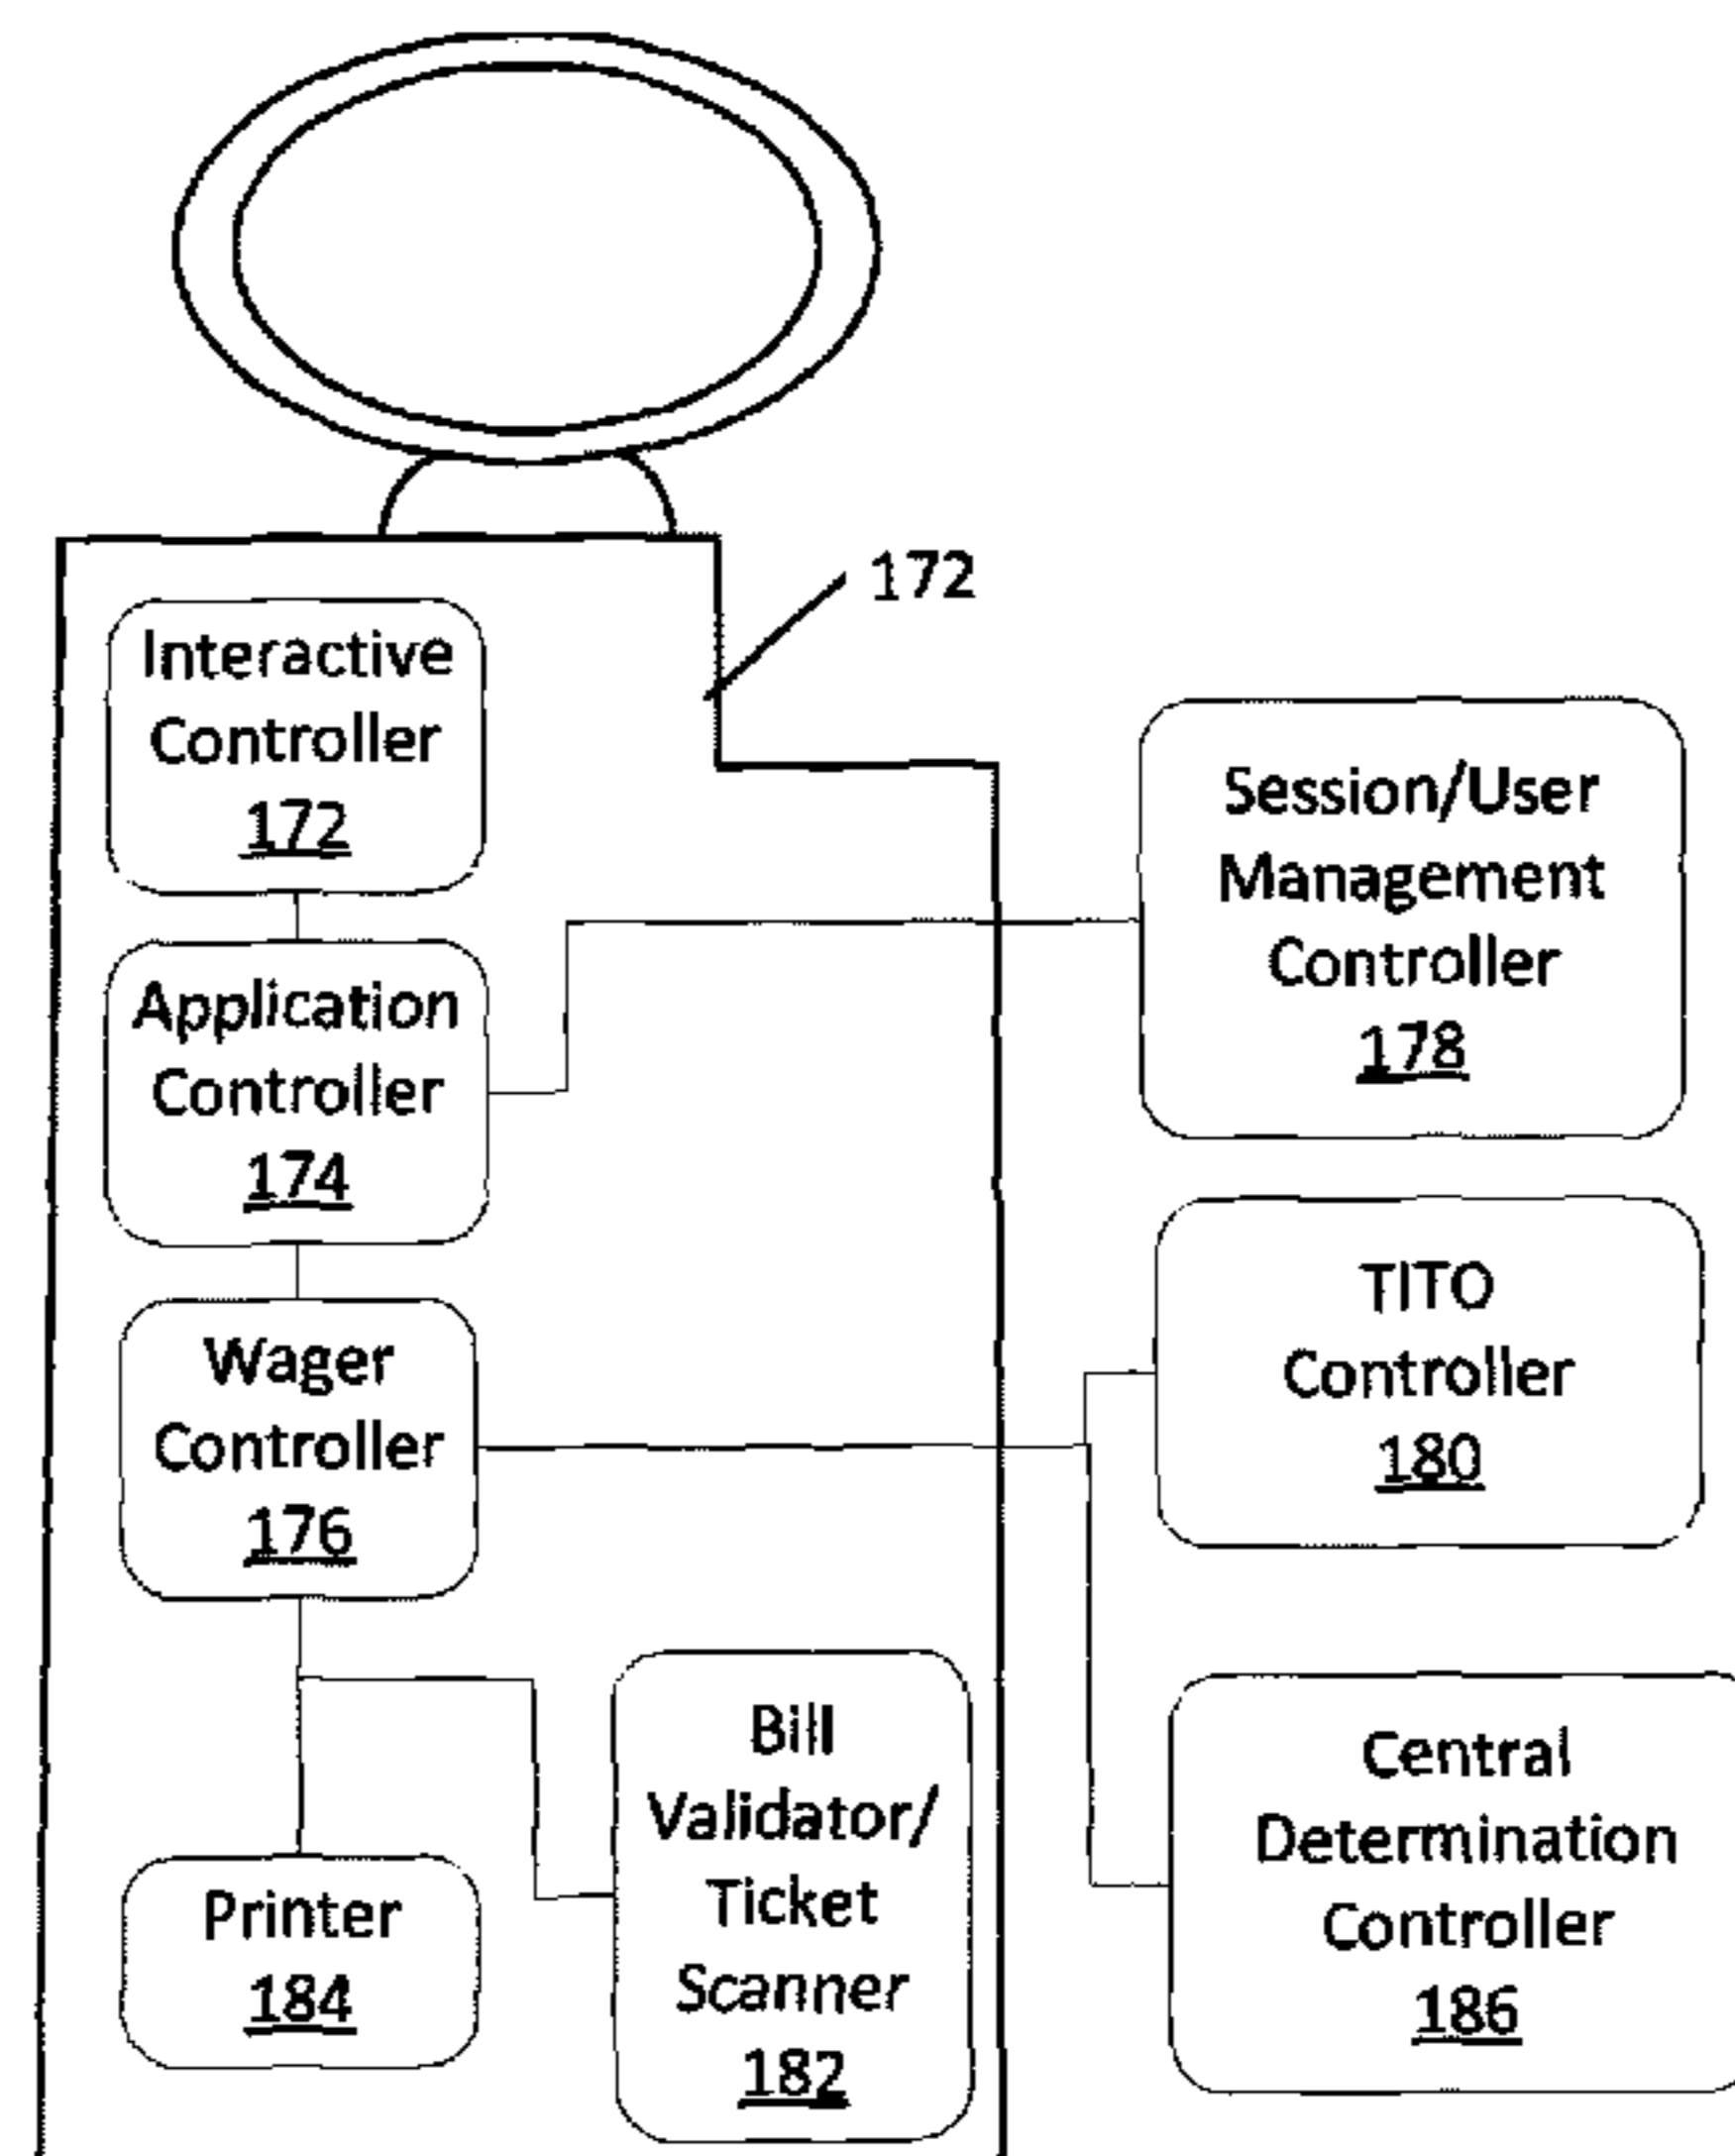 172
Interactive
Controller
172
Application
Controller
174
Wager
Controller
176
Printer
184
Bill
Validator/
Ticket
Scanner
182
Session/User
Management
Controller
178
TITO
Controller
180
Central
Determination
Controller
186